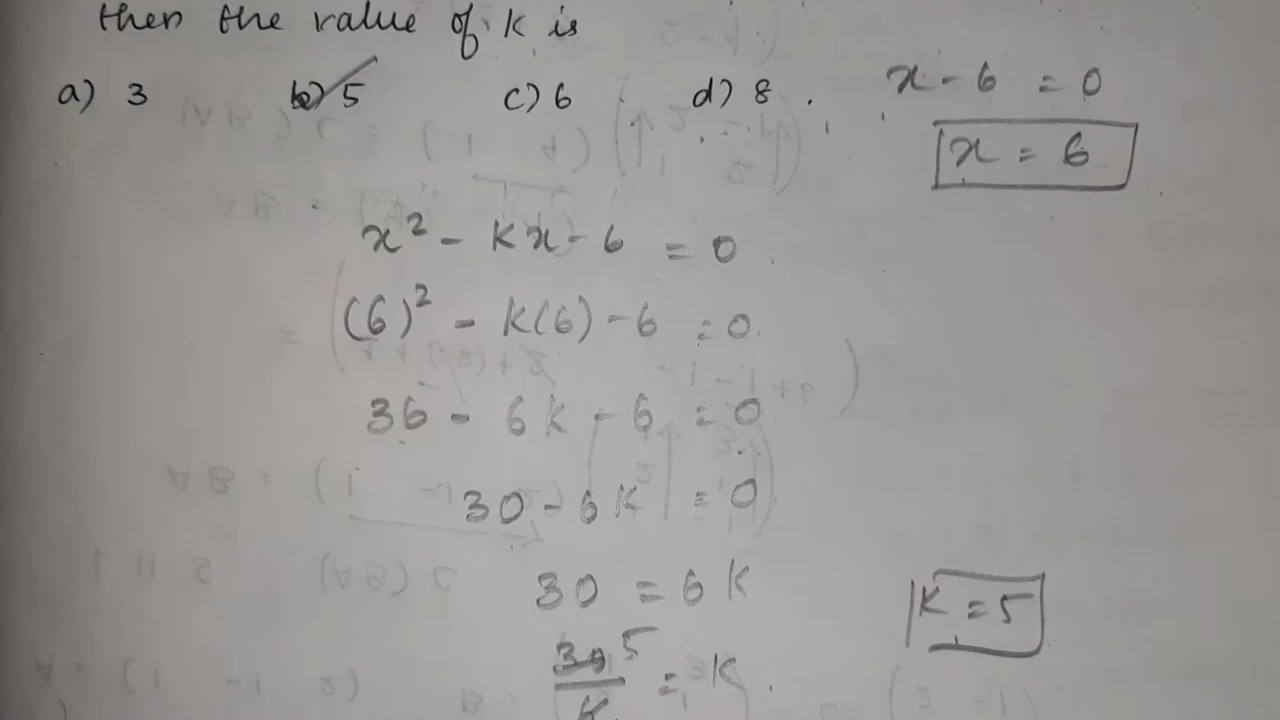 then the value of k is
a) 3 b) 5 c) 6 d) 8 .
x - 6 = 0
x = 6
x² - kx - 6 = 0
(6)² - k(6) - 6 = 0
36 - 6k - 6 = 0
30 - 6k = 0
30 = 6k
30 5
= k
k = 5